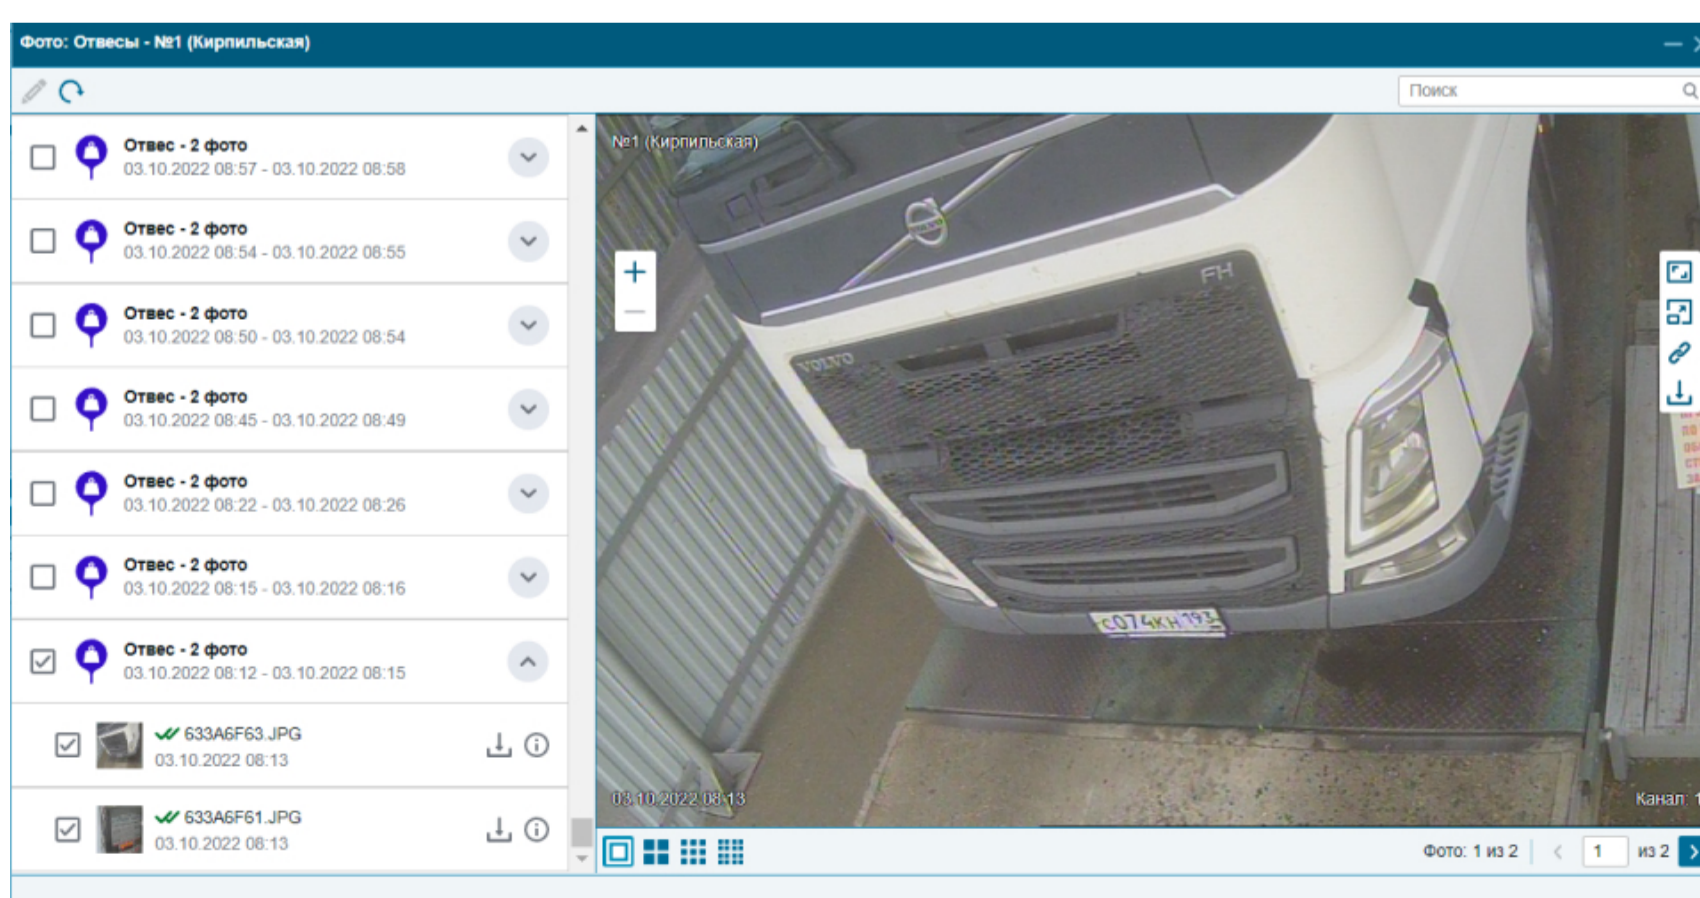 Фото: Отвесы - №1 (Кирпильская)
Поиск
Отвес - 2 фото
03.10.2022 08:57 - 03.10.2022 08:58
Отвес - 2 фото
03.10.2022 08:54 - 03.10.2022 08:55
Отвес - 2 фото
03.10.2022 08:50 - 03.10.2022 08:54
Отвес - 2 фото
03.10.2022 08:45 - 03.10.2022 08:49
Отвес - 2 фото
03.10.2022 08:22 - 03.10.2022 08:26
Отвес - 2 фото
03.10.2022 08:15 - 03.10.2022 08:16
Отвес - 2 фото
03.10.2022 08:12 - 03.10.2022 08:15
633A6F63.JPG
03.10.2022 08:13
633A6F61.JPG
03.10.2022 08:13
№1 (Кирпильская)
FH
VOLVO
С074КН 193
03.10.2022 08:13
Канал: 1
Фото: 1 из 2
1
из 2